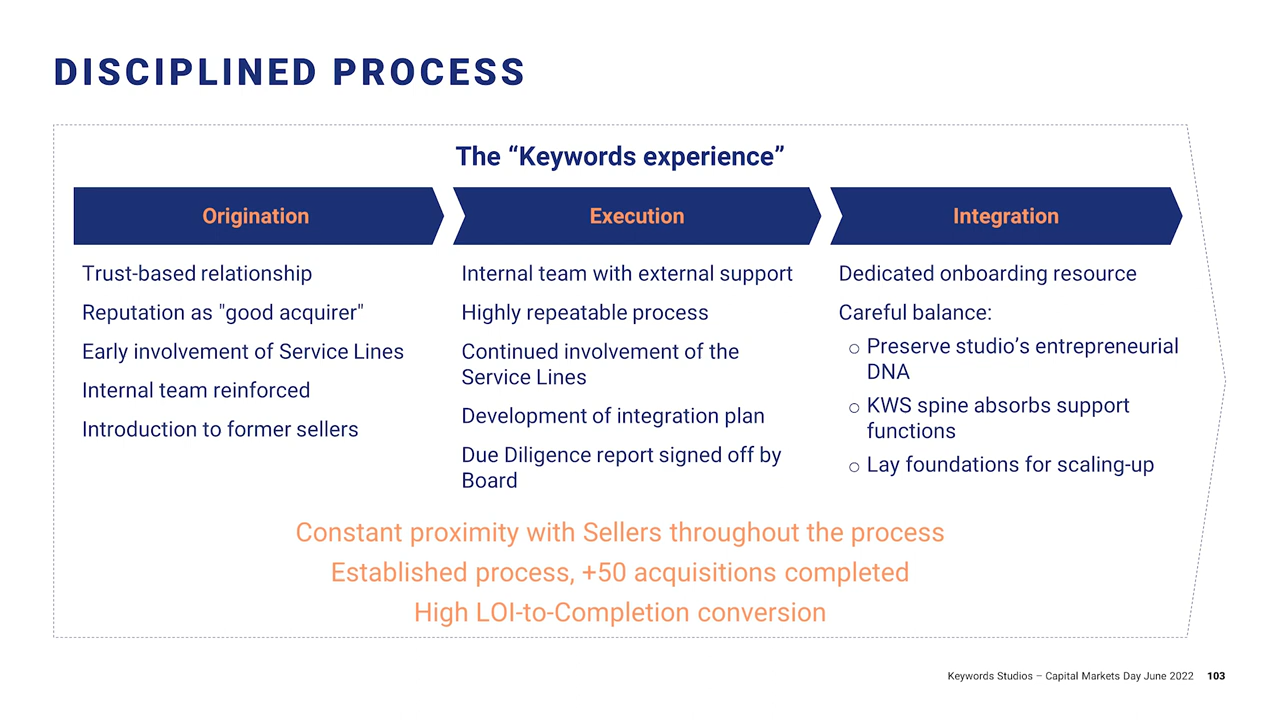 DISCIPLINED PROCESS
The “Keywords experience”
Origination
Trust-based relationship
Reputation as "good acquirer"
Early involvement of Service Lines
Internal team reinforced
Introduction to former sellers
Execution
Internal team with external support
Highly repeatable process
Continued involvement of the
Service Lines
Development of integration plan
Due Diligence report signed off by
Board
Integration
Dedicated onboarding resource
Careful balance:
○ Preserve studio’s entrepreneurial
DNA
○ KWS spine absorbs support
functions
○ Lay foundations for scaling-up
Constant proximity with Sellers throughout the process
Established process, +50 acquisitions completed
High LOI-to-Completion conversion
Keywords Studios – Capital Markets Day June 2022 103